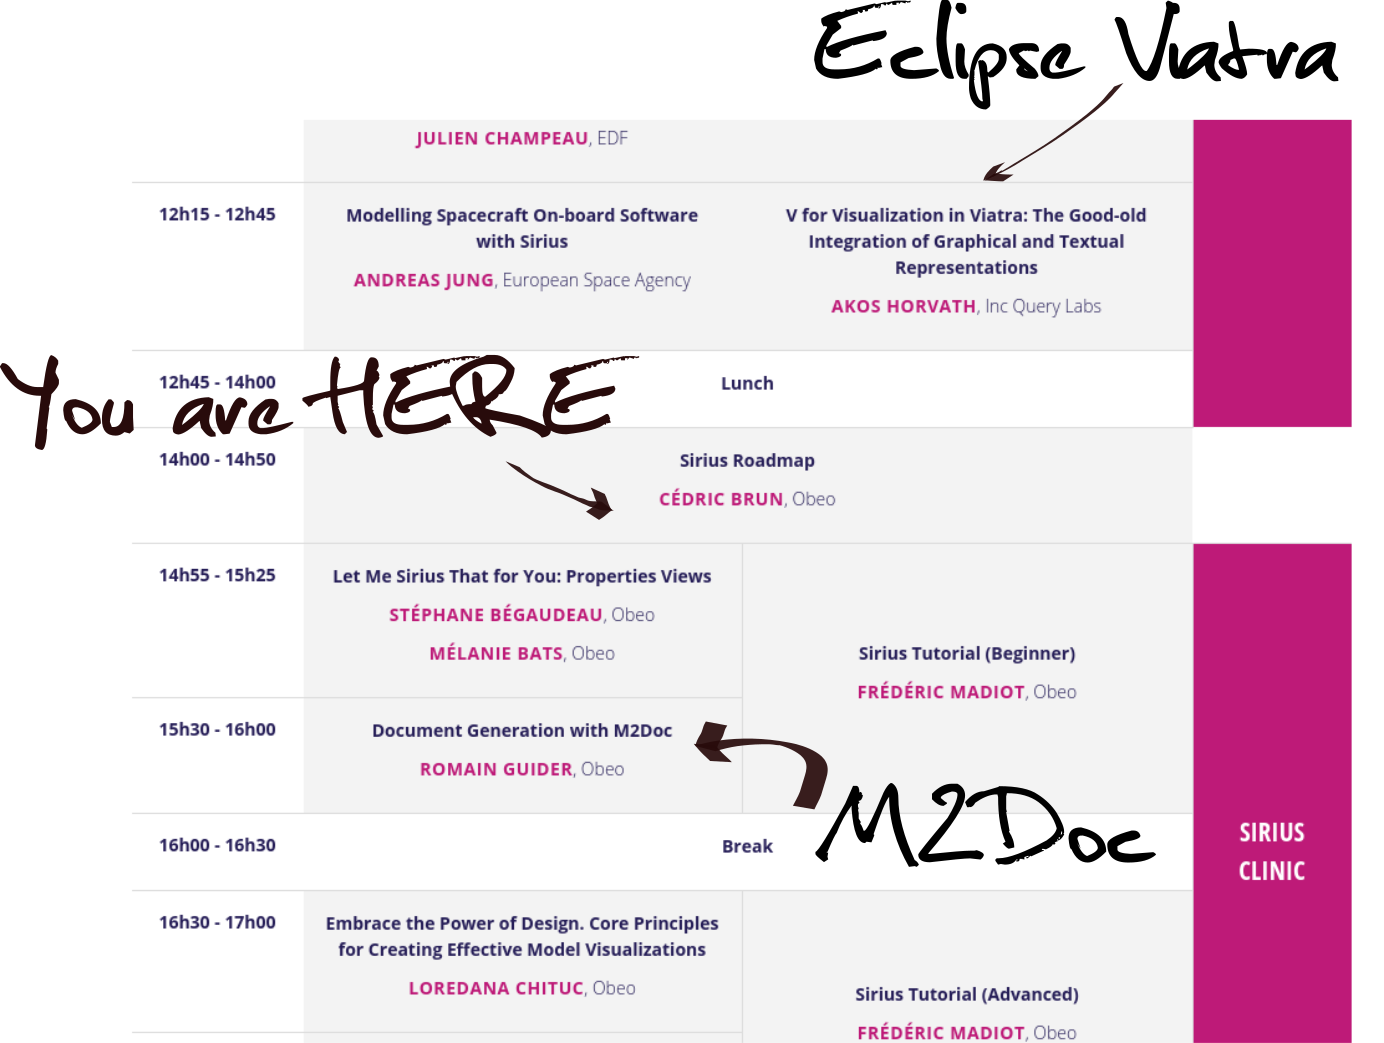 Eclipse Viatra
JULIEN CHAMPEAU, EDF
12h15 - 12h45
Modelling Spacecraft On-board Software
with Sirius
ANDREAS JUNG, European Space Agency
V for Visualization in Viatra: The Good-old
Integration of Graphical and Textual
Representations
AKOS HORVATH, Inc Query Labs
You are HERE
12h45 - 14h00
Lunch
14h00 - 14h50
Sirius Roadmap
CÉDRIC BRUN, Obeo
14h55 - 15h25
Let Me Sirius That for You: Properties Views
STÉPHANE BÉGAUDEAU, Obeo
MÉLANIE BATS, Obeo
Sirius Tutorial (Beginner)
FRÉDÉRIC MADIOT, Obeo
15h30 - 16h00
Document Generation with M2Doc
ROMAIN GUIDER, Obeo
M2Doc
16h00 - 16h30
Break
SIRIUS
CLINIC
16h30 - 17h00
Embrace the Power of Design. Core Principles
for Creating Effective Model Visualizations
LOREDANA CHITUC, Obeo
Sirius Tutorial (Advanced)
FRÉDÉRIC MADIOT, Obeo